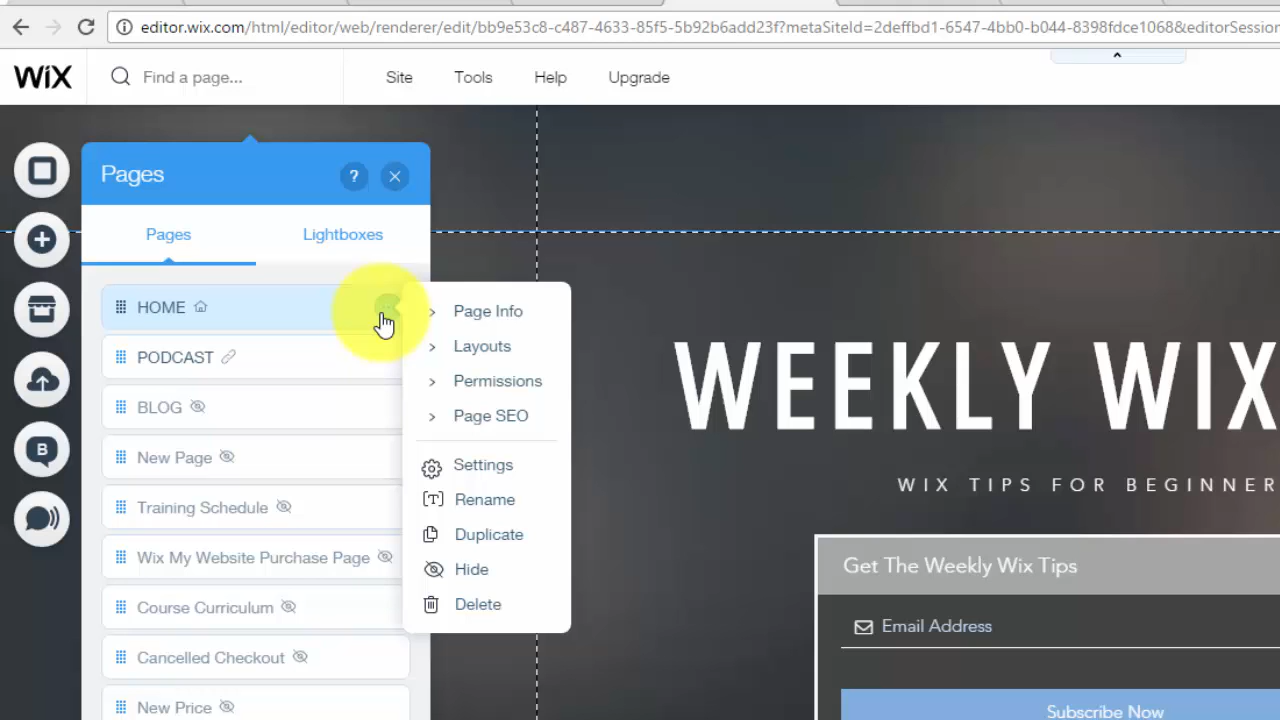 editor.wix.com/html/editor/web/renderer/edit/bb9e53c8-c487-4633-85f5-5b92b6add23f?metaSiteId=2deffbd1-6547-4bb0-b044-8398fdce1068&editorSession
WiX Find a page... Site Tools Help Upgrade
Pages ?
Pages Lightboxes
HOME
PODCAST
BLOG
New Page
Training Schedule
Wix My Website Purchase Page
Course Curriculum
Cancelled Checkout
New Price
Page Info
Layouts
Permissions
Page SEO
Settings
Rename
Duplicate
Hide
Delete
WEEKLY WIX
WIX TIPS FOR BEGINNER
Get The Weekly Wix Tips
Email Address
Subscribe Now